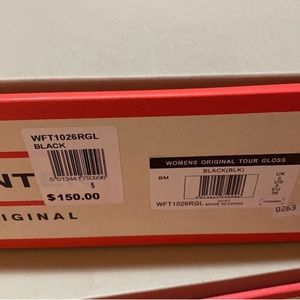 WFT1026RGL
BLACK
5
$150.00
NT
IGINAL
WOMENS ORIGINAL TOUR GLOSS
BLACK(BLK)
BM
WFT1026RGL
MADE IN CHINA
UK
US
EU
0263